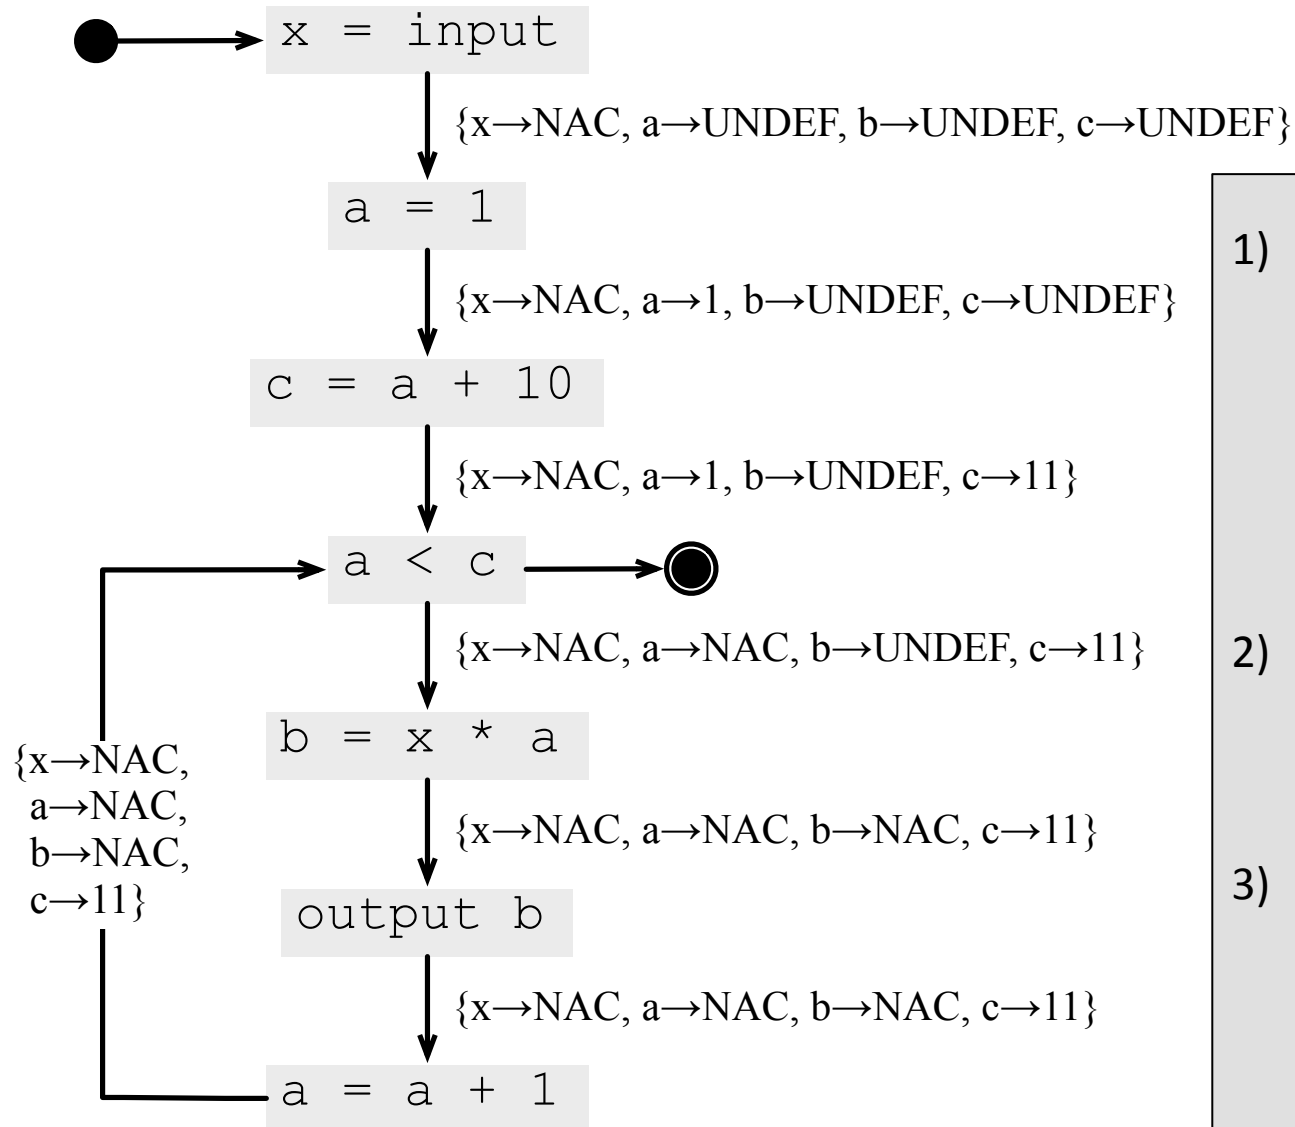 x = input
{x→NAC, a→UNDEF, b→UNDEF, c→UNDEF}
a = 1
1)
{x→NAC, a→1, b→UNDEF, c→UNDEF}
c = a + 10
{x→NAC, a→1, b→UNDEF, c→11}
a < c
{x→NAC, a→NAC, b→UNDEF, c→11}
2)
b = x * a
{x→NAC,
a→NAC,
b→NAC,
c→11}
{x→NAC, a→NAC, b→NAC, c→11}
3)
output b
{x→NAC, a→NAC, b→NAC, c→11}
a = a + 1